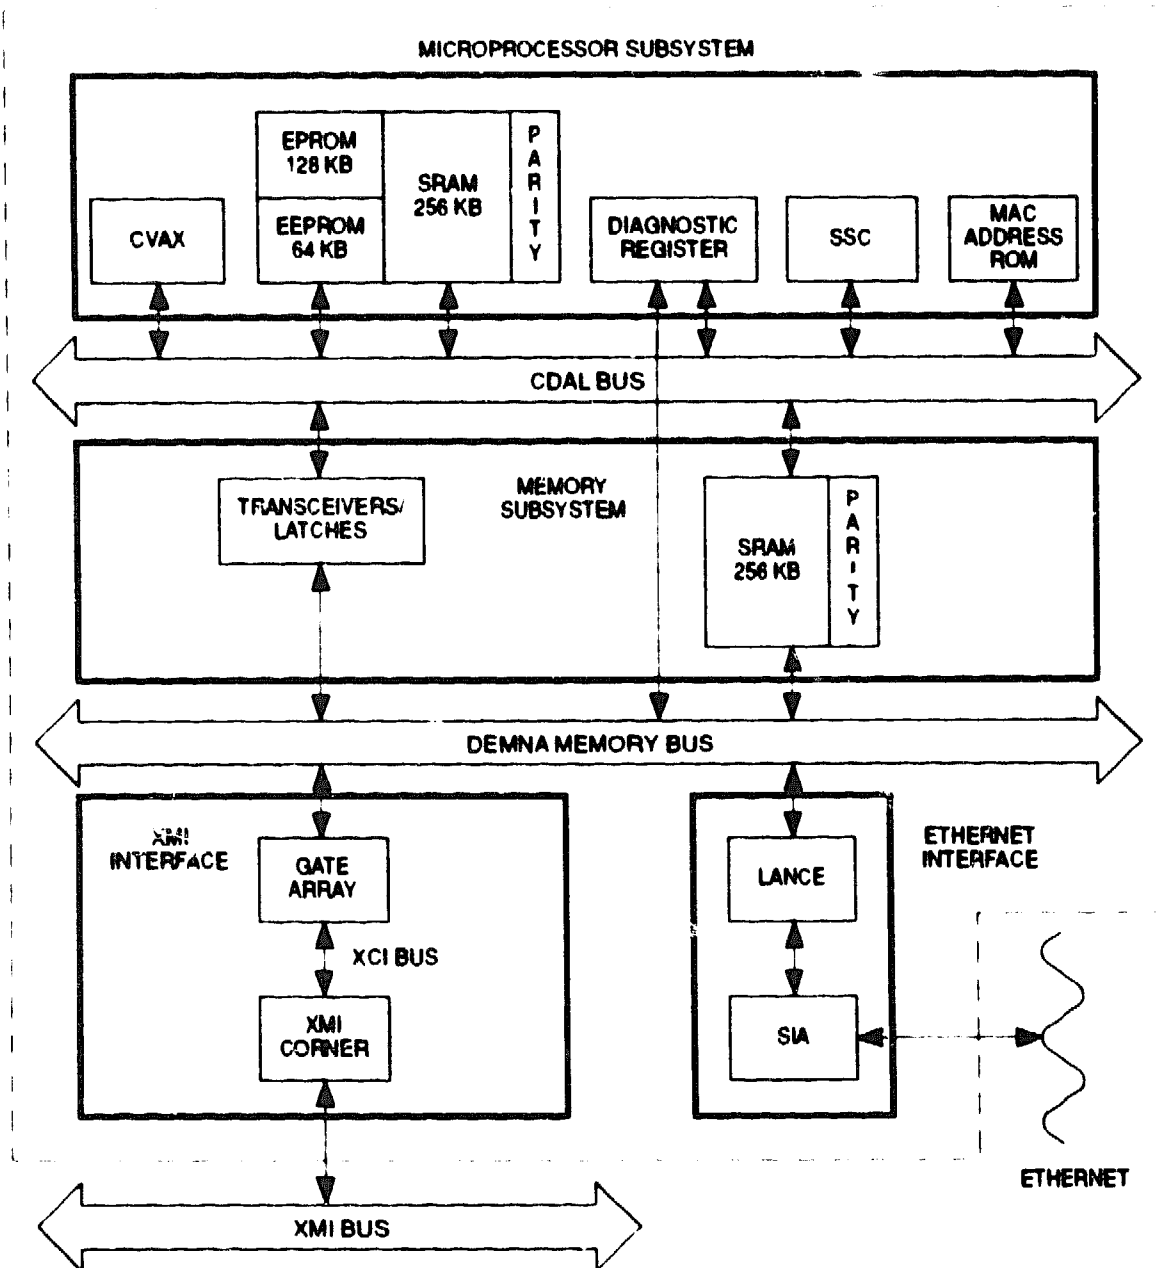 MICROPROCESSOR SUBSYSTEM
EPROM
128 KB
SRAM
256 KB
PARITY
CVAX
EEPROM
64 KB
DIAGNOSTIC
REGISTER
SSC
MAC
ADDRESS
ROM
CDAL BUS
TRANSCEIVERS/
LATCHES
MEMORY
SUBSYSTEM
SRAM
256 KB
PARITY
DEMNA MEMORY BUS
XMI
INTERFACE
GATE
ARRAY
XCI BUS
XMI
CORNER
LANCE
SIA
ETHERNET
INTERFACE
ETHERNET
XMI BUS